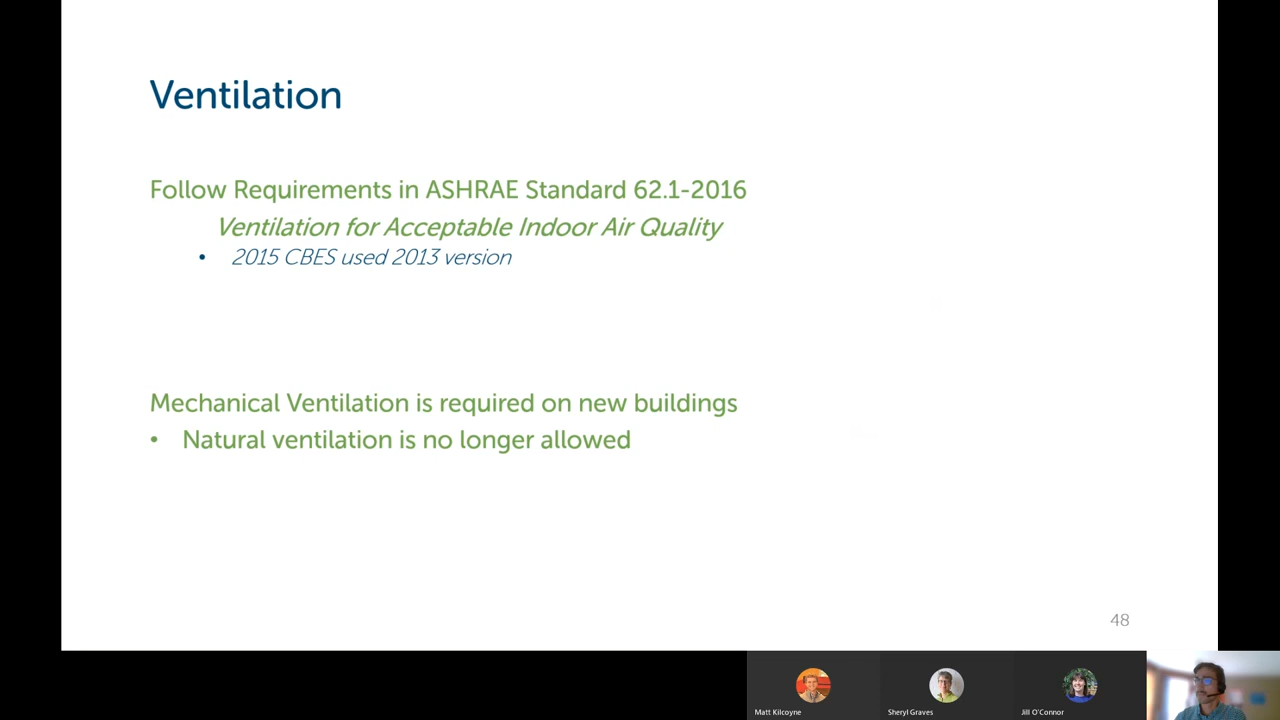 Ventilation
Follow Requirements in ASHRAE Standard 62.1-2016
Ventilation for Acceptable Indoor Air Quality
• 2015 CBES used 2013 version
Mechanical Ventilation is required on new buildings
• Natural ventilation is no longer allowed
48
Matt Kilcoyne
Sheryl Graves
Jill O'Connor